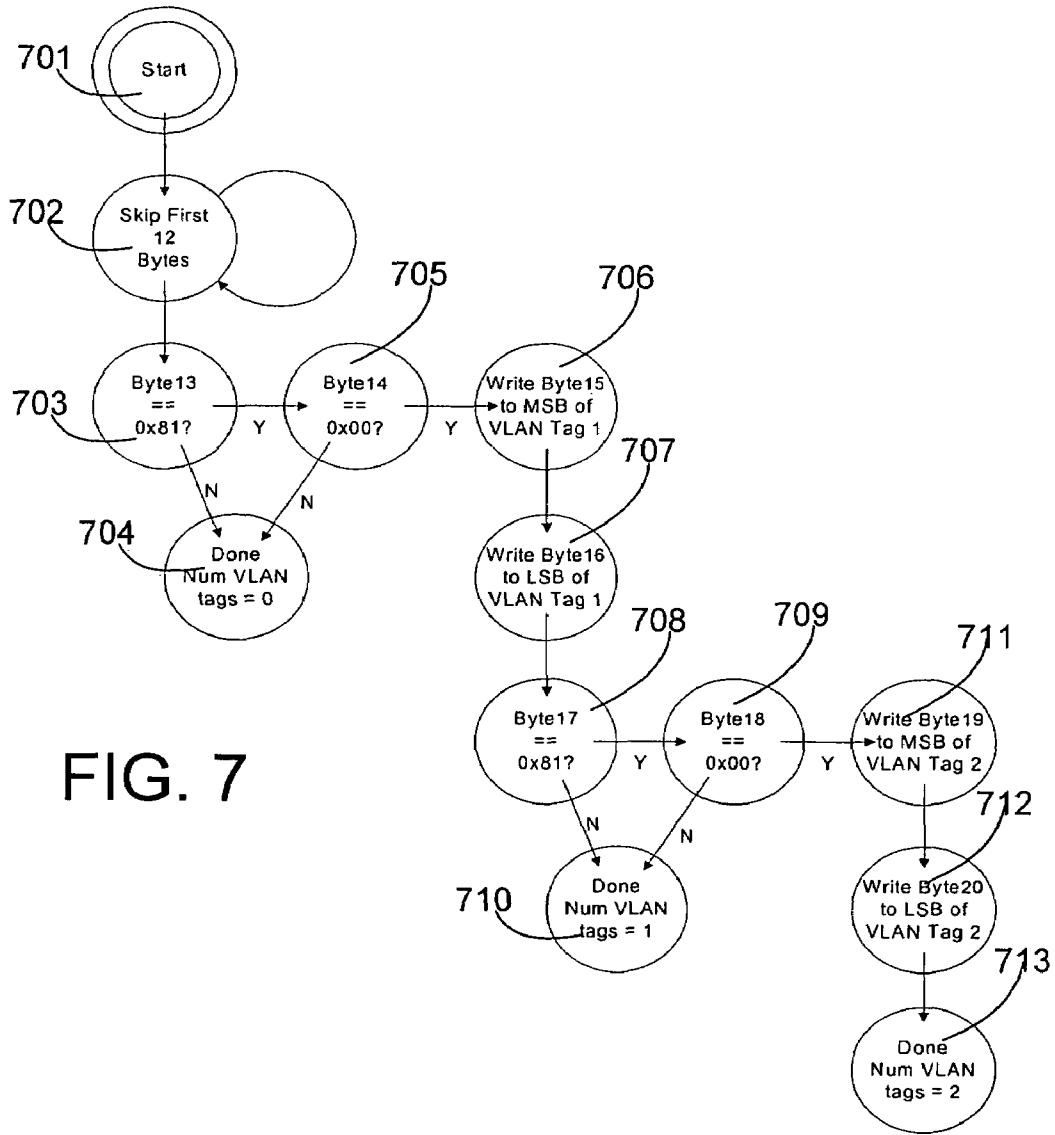 701
Start
702
Skip First
12
Bytes
705
706
Byte13
==
0x81?
703
Y
Byte14
==
0x00?
Y
Write Byte15
to MSB of
VLAN Tag 1
N
N
707
704
Done
Num VLAN
tags = 0
Write Byte16
to LSB of
VLAN Tag 1
708
709
711
Byte17
==
0x81?
Y
Byte18
==
0x00?
Y
Write Byte19
to MSB of
VLAN Tag 2
FIG. 7
N
N
712
710
Done
Num VLAN
tags = 1
Write Byte20
to LSB of
VLAN Tag 2
713
Done
Num VLAN
tags = 2